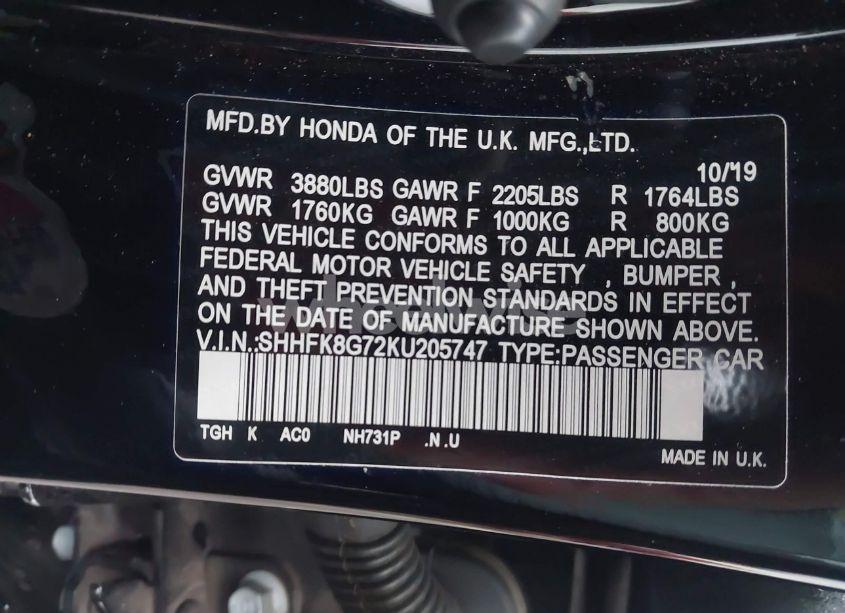 MFD.BY HONDA OF THE U.K. MFG.,LTD.
10/'19
GVWR 3880LBS GAWR F 2205LBS R 1764LBS
GVWR 1760KG GAWR F 1000KG R 800KG
THIS VEHICLE CONFORMS TO ALL APPLICABLE
FEDERAL MOTOR VEHICLE SAFETY , BUMPER ,
AND THEFT PREVENTION STANDARDS IN EFFECT
ON THE DATE OF MANUFACTURE SHOWN ABOVE.
V.I.N.:SHHFK8G72KU205747 TYPE:PASSENGER CAR
TGH K AC0 NH731P .N .U
MADE IN U.K.